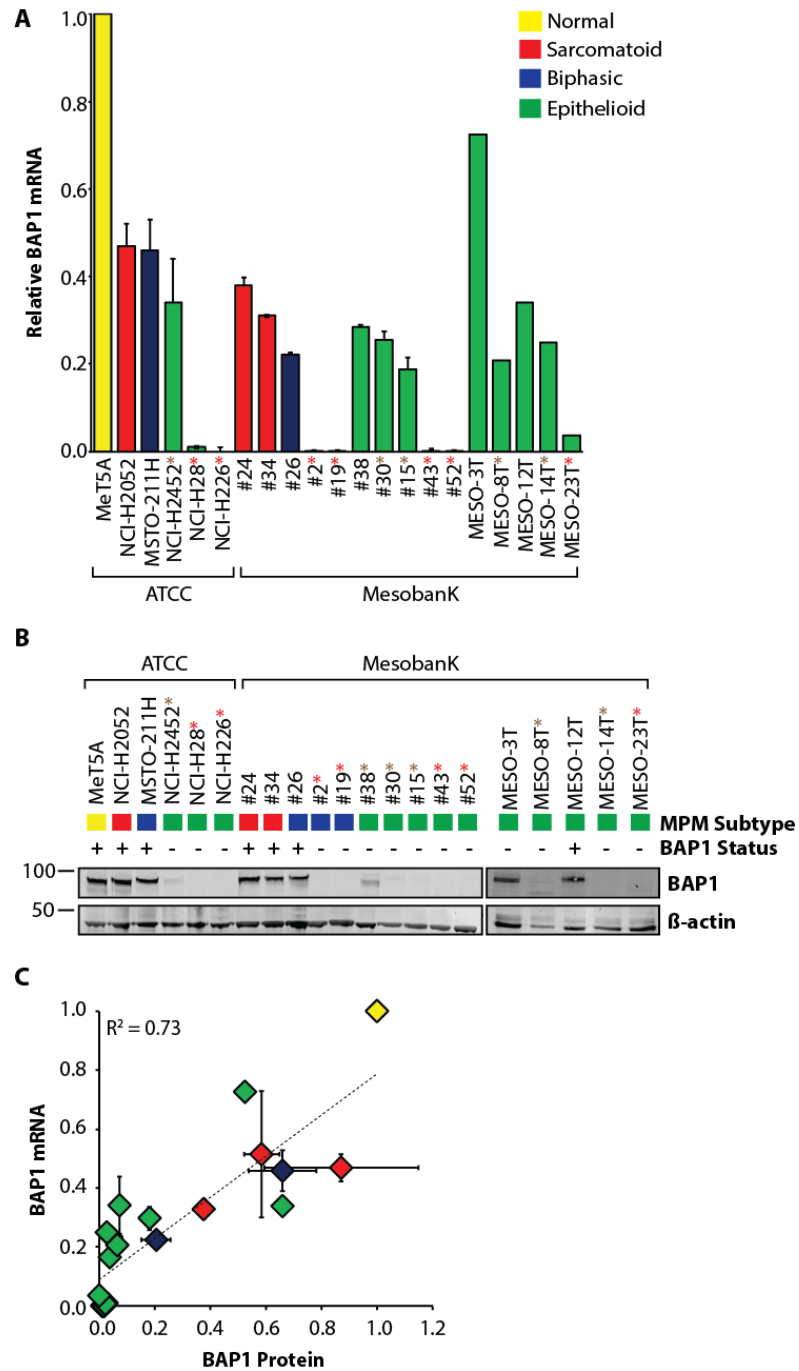 A
1.0
0.8
0.6
0.4
0.2
0.0
Relative BAP1 mRNA
Normal
Sarcomatoid
Biphasic
Epithelioid
MeT5A
NCI-H2052
MSTO-211H
NCI-H2452*
NCI-H28*
NCI-H226*
#24
#34
#26
#2*
#19*
#38
#30*
#15*
#43*
#52*
MESO-3T
MESO-8T*
MESO-12T
MESO-14T*
MESO-23T*
ATCC
MesobanK
B
ATCC
MesobanK
MeT5A
NCI-H2052
MSTO-211H
NCI-H2452*
NCI-H28*
NCI-H226*
#24
#34
#26
#2*
#19*
#38*
#30*
#15*
#43*
#52*
MESO-3T
MESO-8T*
MESO-12T
MESO-14T*
MESO-23T*
MPM Subtype
+ + + - - - + + + - - - - - - - - - + - - BAP1 Status
100
BAP1
50
ß-actin
C
R² = 0.73
1.0
0.8
0.6
0.4
0.2
0.0
BAP1 mRNA
0.0 0.2 0.4 0.6 0.8 1.0 1.2
BAP1 Protein